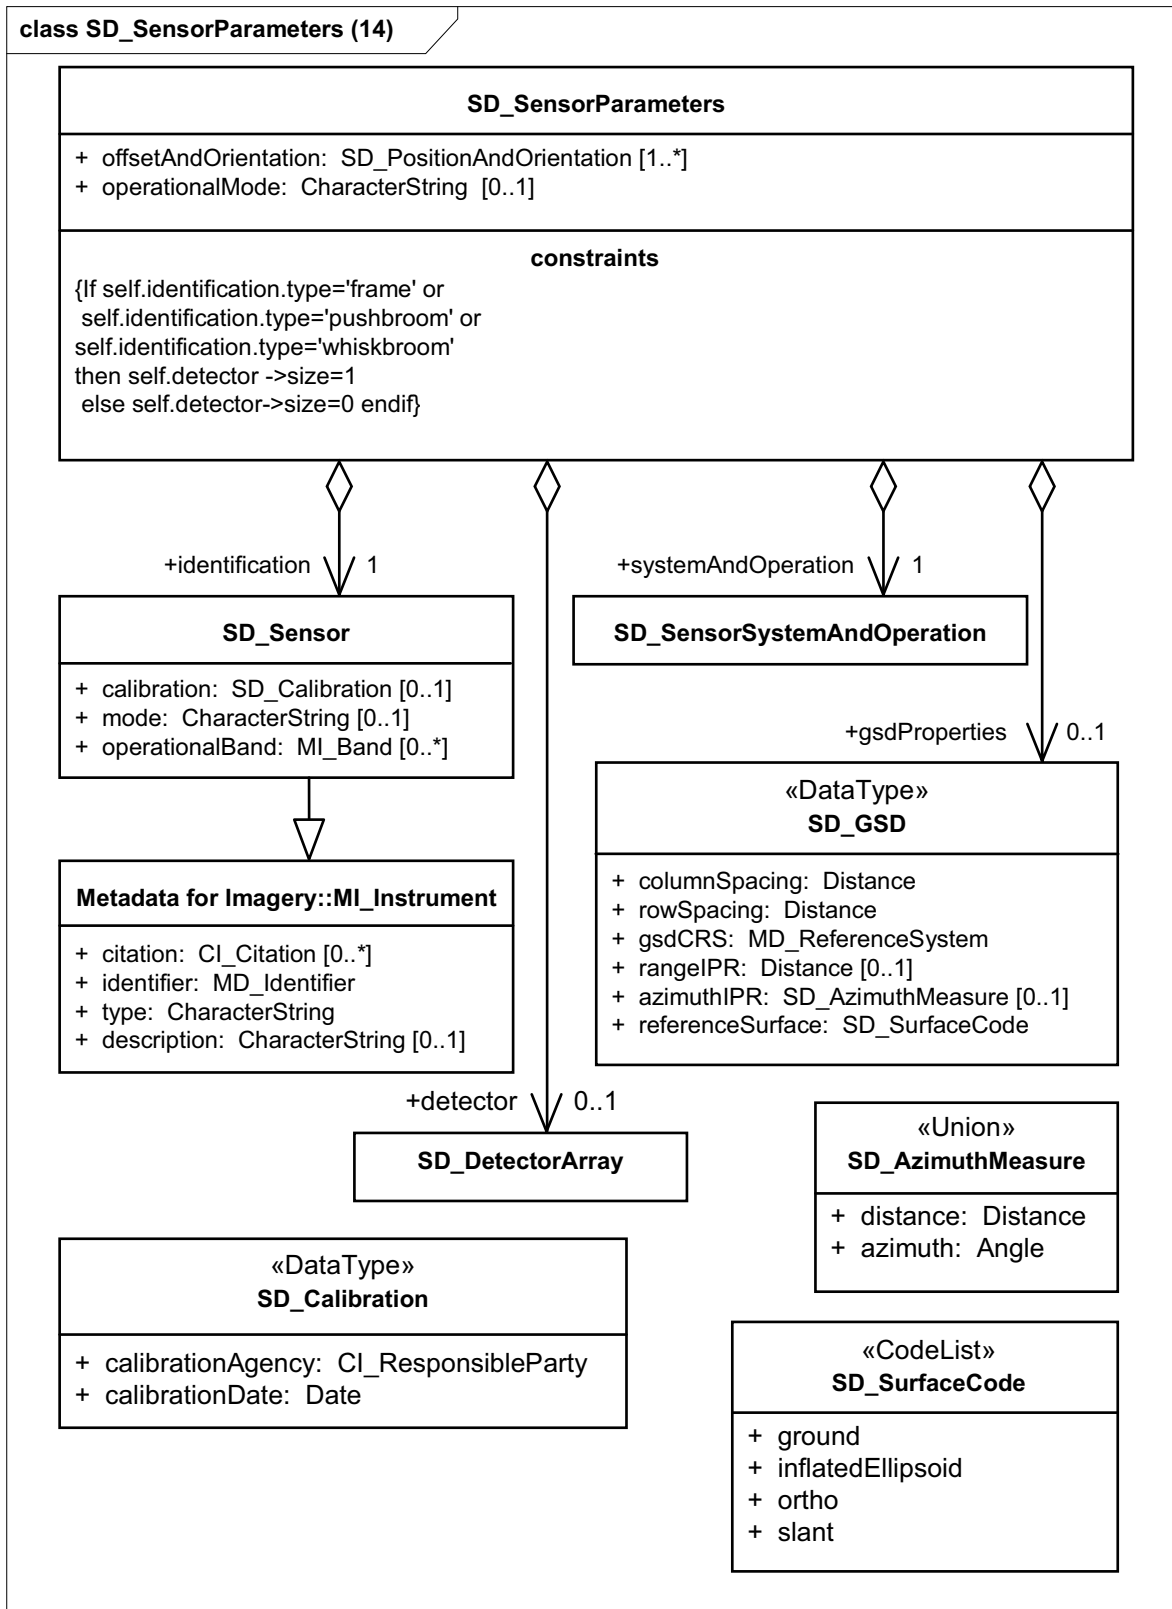 class SD_SensorParameters (14)
SD_SensorParameters
+ offsetAndOrientation: SD_PositionAndOrientation [1..*]
+ operationalMode: CharacterString [0..1]
constraints
{If self.identification.type='frame' or
self.identification.type='pushbroom' or
self.identification.type='whiskbroom'
then self.detector ->size=1
else self.detector->size=0 endif}
+identification 1
+systemAndOperation 1
SD_Sensor
+ calibration: SD_Calibration [0..1]
+ mode: CharacterString [0..1]
+ operationalBand: MI_Band [0..*]
SD_SensorSystemAndOperation
+gsdProperties 0..1
«DataType»
SD_GSD
+ columnSpacing: Distance
+ rowSpacing: Distance
+ gsdCRS: MD_ReferenceSystem
+ rangeIPR: Distance [0..1]
+ azimuthIPR: SD_AzimuthMeasure [0..1]
+ referenceSurface: SD_SurfaceCode
Metadata for Imagery::MI_Instrument
+ citation: CI_Citation [0..*]
+ identifier: MD_Identifier
+ type: CharacterString
+ description: CharacterString [0..1]
+detector 0..1
SD_DetectorArray
«Union»
SD_AzimuthMeasure
+ distance: Distance
+ azimuth: Angle
«DataType»
SD_Calibration
+ calibrationAgency: CI_ResponsibleParty
+ calibrationDate: Date
«CodeList»
SD_SurfaceCode
+ ground
+ inflatedEllipsoid
+ ortho
+ slant